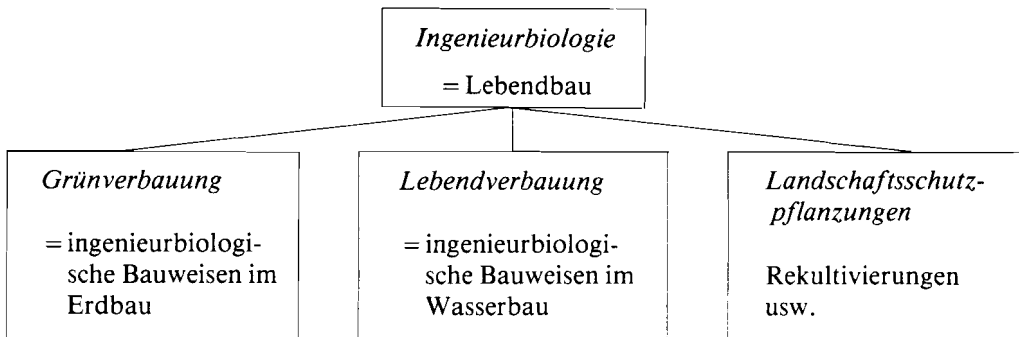 Ingenieurbiologie
= Lebendbau
Grünverbauung
= ingenieurbiologi-
sche Bauweisen im
Erdbau
Lebendverbauung
= ingenieurbiologi-
sche Bauweisen im
Wasserbau
Landschaftsschutz-
pflanzungen
Rekultivierungen
usw.